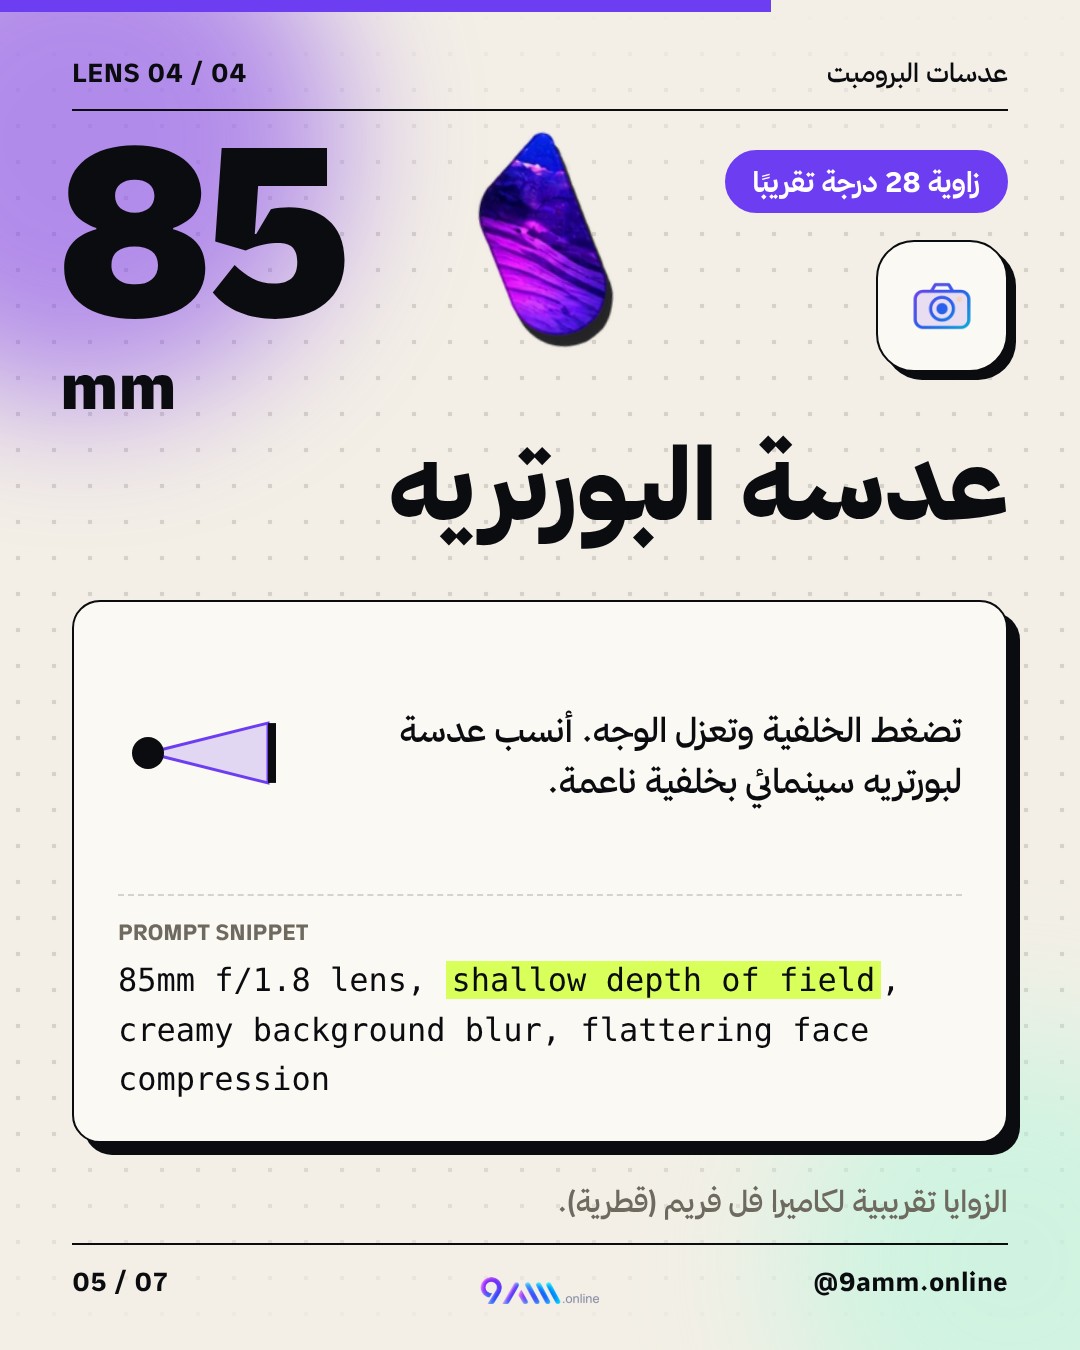 LENS 04 / 04
عدسات البرومبت
85
mm
زاوية 28 درجة تقريبًا
عدسة البورتريه
تضغط الخلفية وتعزل الوجه. أنسب عدسة
لبورتريه سينمائي بخلفية ناعمة.
PROMPT SNIPPET
85mm f/1.8 lens, shallow depth of field,
creamy background blur, flattering face
compression
الزوايا تقريبية لكاميرا فل فريم (قطرية).
05 / 07
9AM.online
@9amm.online